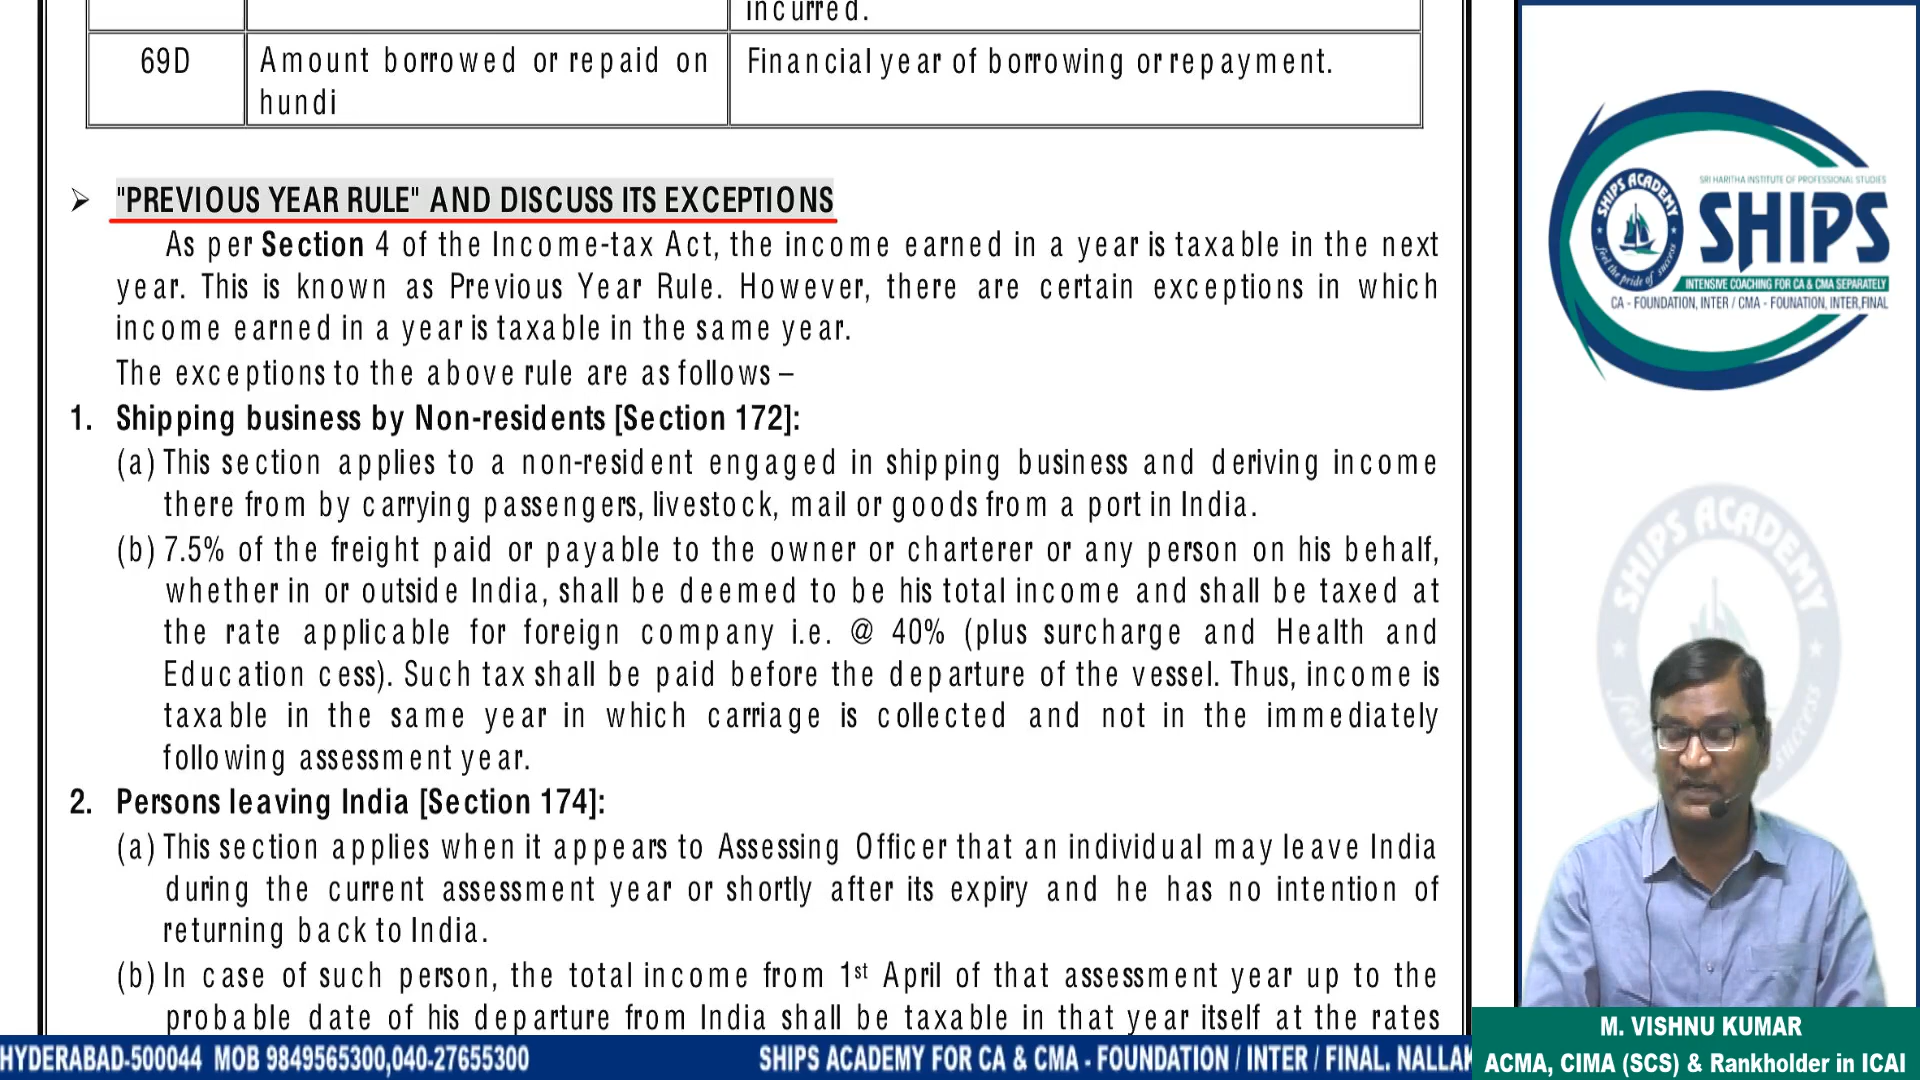 incurred.
69D
Amount borrowed or repaid on
hundi
Financial year of borrowing or repayment.
➢ "PREVIOUS YEAR RULE" AND DISCUSS ITS EXCEPTIONS
As per Section 4 of the Income-tax Act, the income earned in a year is taxable in the next
year. This is known as Previous Year Rule. However, there are certain exceptions in which
income earned in a year is taxable in the same year.
The exceptions to the above rule are as follows –
1. Shipping business by Non-residents [Section 172]:
(a) This section applies to a non-resident engaged in shipping business and deriving income
there from by carrying passengers, livestock, mail or goods from a port in India.
(b) 7.5% of the freight paid or payable to the owner or charterer or any person on his behalf,
whether in or outside India, shall be deemed to be his total income and shall be taxed at
the rate applicable for foreign company i.e. @ 40% (plus surcharge and Health and
Education cess). Such tax shall be paid before the departure of the vessel. Thus, income is
taxable in the same year in which carriage is collected and not in the immediately
following assessment year.
2. Persons leaving India [Section 174]:
(a) This section applies when it appears to Assessing Officer that an individual may leave India
during the current assessment year or shortly after its expiry and he has no intention of
returning back to India.
(b) In case of such person, the total income from 1st April of that assessment year up to the
probable date of his departure from India shall be taxable in that year itself at the rates
SRI HARITHA INSTITUTE OF PROFESSIONAL STUDIES
SHIPS ACADEMY
feel the pride of success
SHIPS
INTENSIVE COACHING FOR CA & CMA SEPARATELY
CA - FOUNDATION, INTER / CMA - FOUNATION, INTER,FINAL
SHIPS ACADEMY
feel
success
M. VISHNU KUMAR
ACMA, CIMA (SCS) & Rankholder in ICAI
HYDERABAD-500044 MOB 9849565300,040-27655300
SHIPS ACADEMY FOR CA & CMA - FOUNDATION / INTER / FINAL. NALLAK